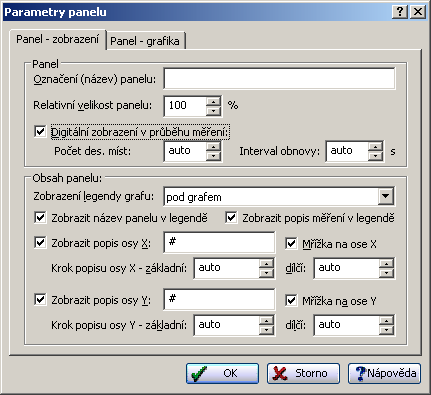 Parametry panelu
Panel - zobrazení Panel - grafika
Panel
Označení (název) panelu:
Relativní velikost panelu: 100 %
Digitální zobrazení v průběhu měření:
Počet des. míst: auto Interval obnovy: auto s
Obsah panelu:
Zobrazení legendy grafu: pod grafem
Zobrazit název panelu v legendě Zobrazit popis měření v legendě
Zobrazit popis osy X: # Mřížka na ose X
Krok popisu osy X - základní: auto dílčí: auto
Zobrazit popis osy Y: # Mřížka na ose Y
Krok popisu osy Y - základní: auto dílčí: auto
OK Storno ?Nápověda